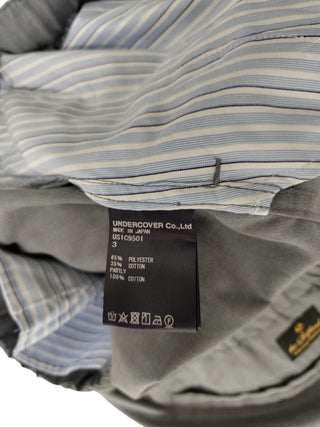 UNDERCOVER Co.,Ltd
MADE IN JAPAN
US1C9501
3
65% POLYESTER
35% COTTON
PARTLY
100% COTTON